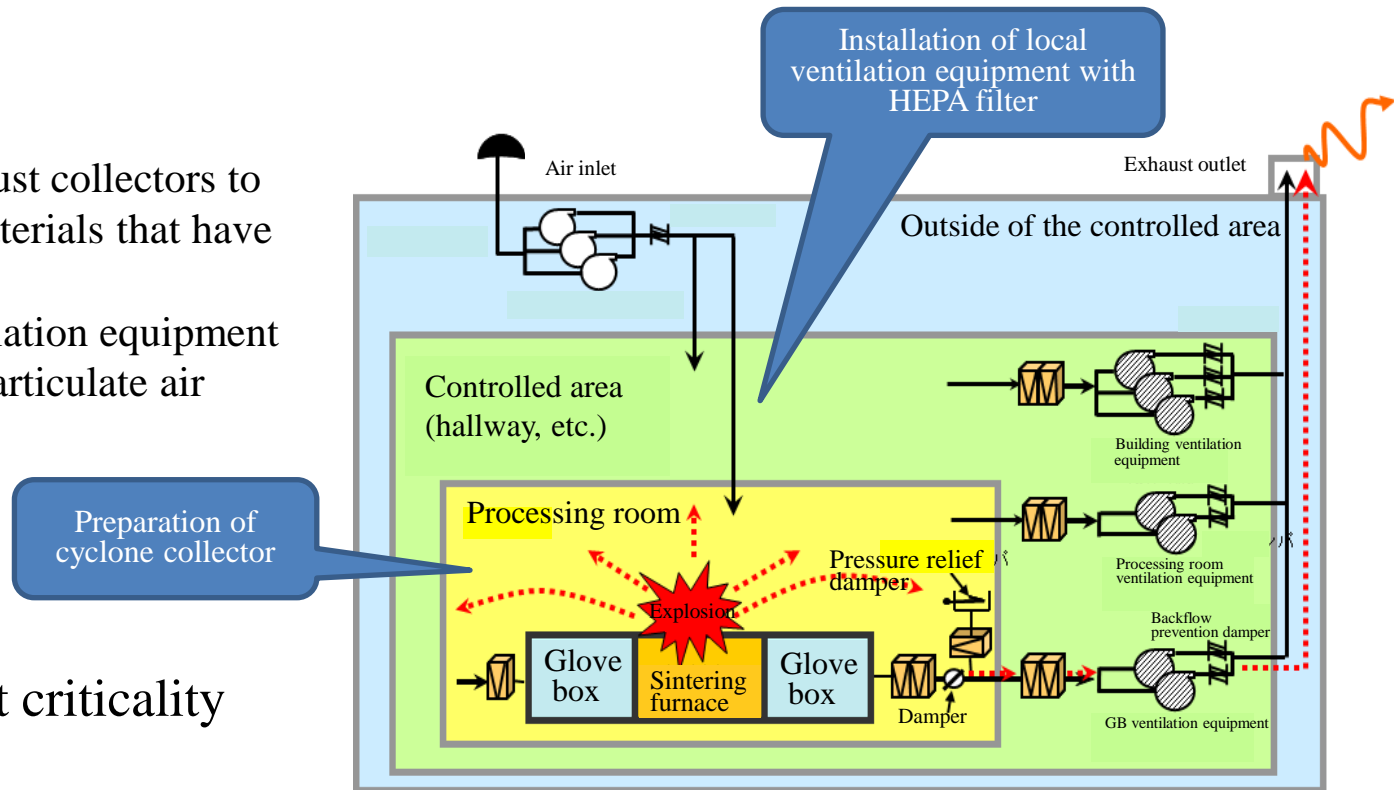 Installation of local
ventilation equipment with
HEPA filter
Air inlet
Exhaust outlet
ust collectors to
terials that have
Outside of the controlled area
lation equipment
articulate air
Controlled area
(hallway, etc.)
Building ventilation
equipment
Preparation of
cyclone collector
Processing room
Pressure relief
damper
パ
Processing room
ventilation equipment
バ
Explosion
Backflow
prevention damper
Glove
box
Sintering
furnace
Glove
box
Damper
GB ventilation equipment
t criticality